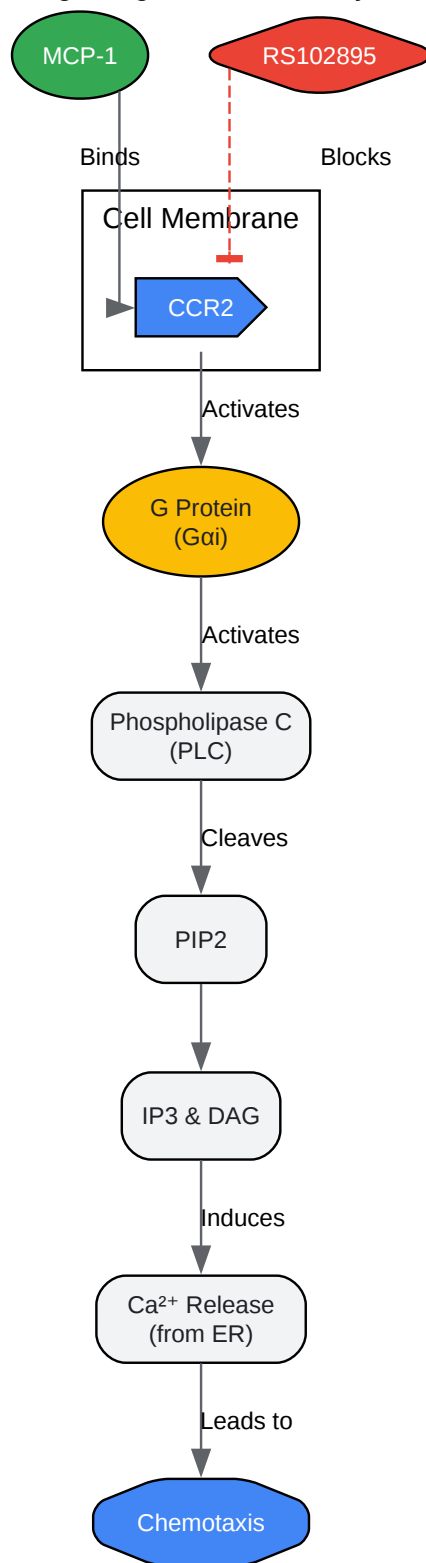 MCP-1
RS102895
Binds
Blocks
Cell Membrane
CCR2
Activates
G Protein
(Gαi)
Activates
Phospholipase C
(PLC)
Cleaves
PIP2
IP3 & DAG
Induces
Ca²⁺ Release
(from ER)
Leads to
Chemotaxis